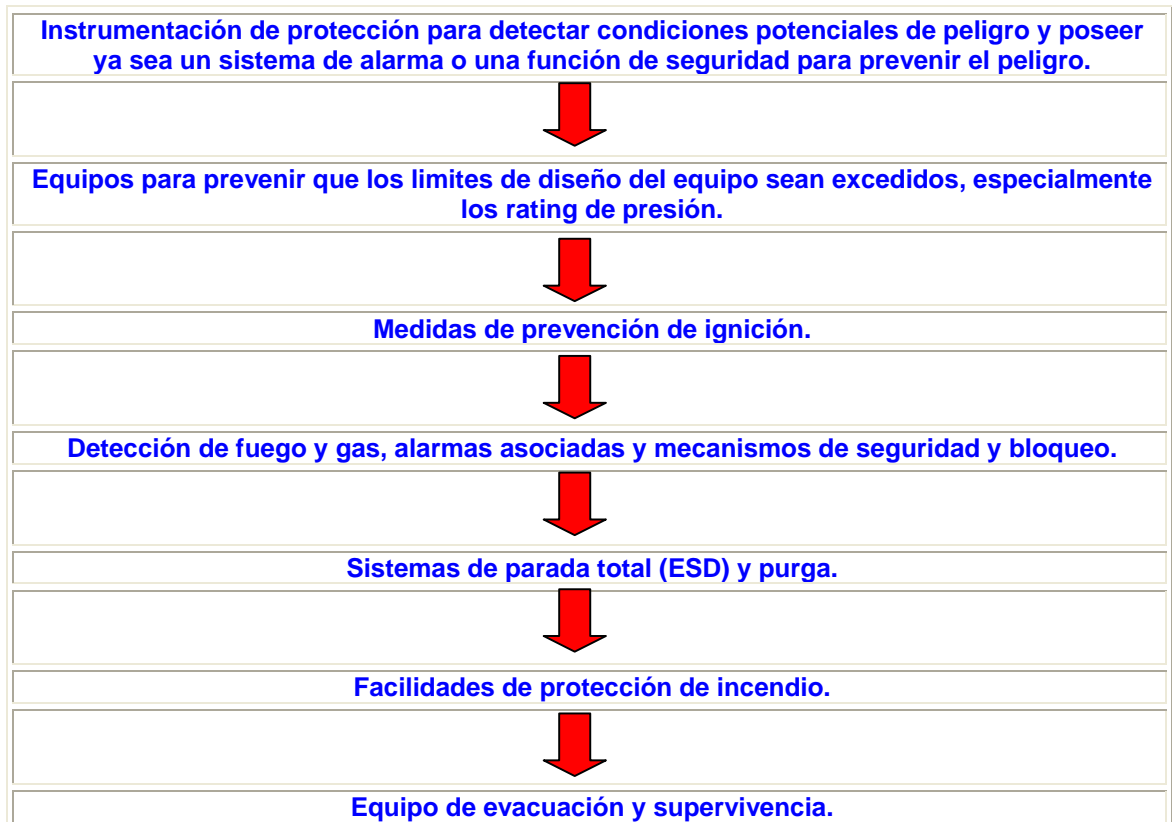 Instrumentación de protección para detectar condiciones potenciales de peligro y poseer
ya sea un sistema de alarma o una función de seguridad para prevenir el peligro.
Equipos para prevenir que los limites de diseño del equipo sean excedidos, especialmente
los rating de presión.
Medidas de prevención de ignición.
Detección de fuego y gas, alarmas asociadas y mecanismos de seguridad y bloqueo.
Sistemas de parada total (ESD) y purga.
Facilidades de protección de incendio.
Equipo de evacuación y supervivencia.